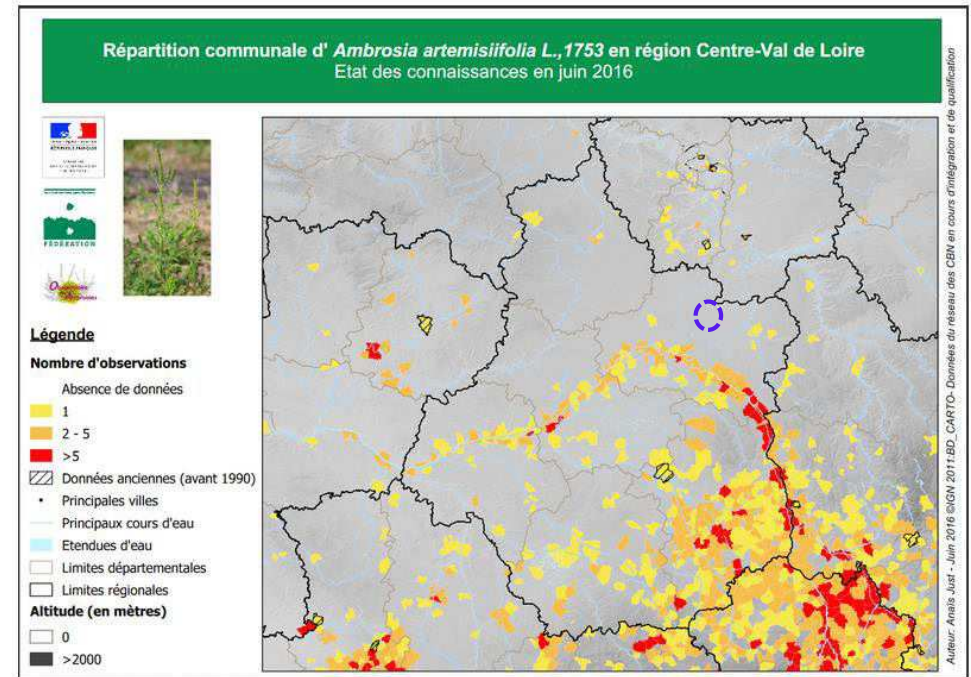 Répartition communale d' Ambrosia artemisiifolia L.,1753 en région Centre-Val de Loire
Etat des connaissances en juin 2016
FÉDÉRATION
Légende
Nombre d'observations
Absence de données
1
2 - 5
>5
Données anciennes (avant 1990)
Principales villes
Principaux cours d'eau
Etendues d'eau
Limites départementales
Limites régionales
Altitude (en mètres)
0
>2000
Auteur: Anaïs Just - Juin 2016 ©IGN 2011:BD_CARTO- Données du réseau des CBN en cours d'intégration et de qualification